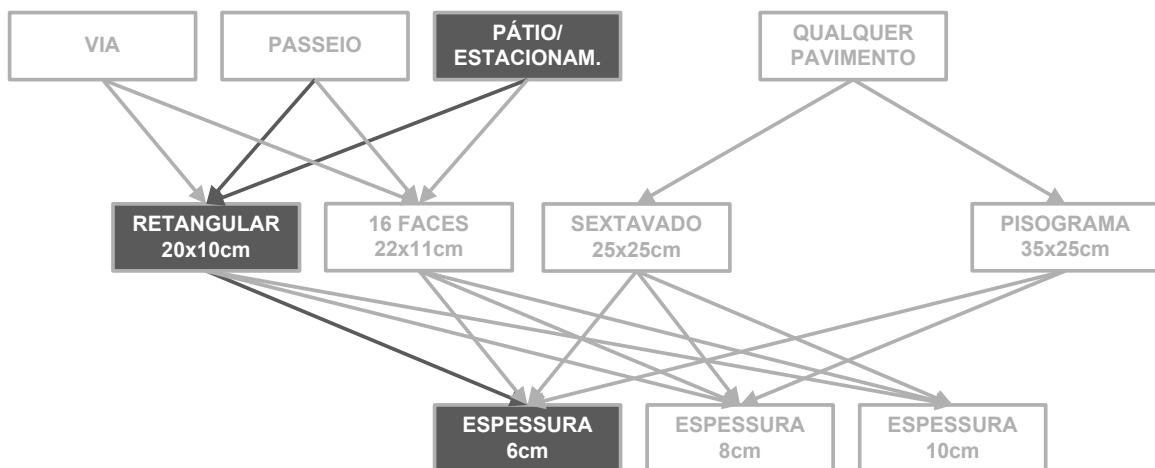 VIA
PASSEIO
PÁTIO/
ESTACIONAM.
QUALQUER
PAVIMENTO
RETANGULAR
20x10cm
16 FACES
22x11cm
SEXTAVADO
25x25cm
PISOGRAMA
35x25cm
ESPESSURA
6cm
ESPESSURA
8cm
ESPESSURA
10cm